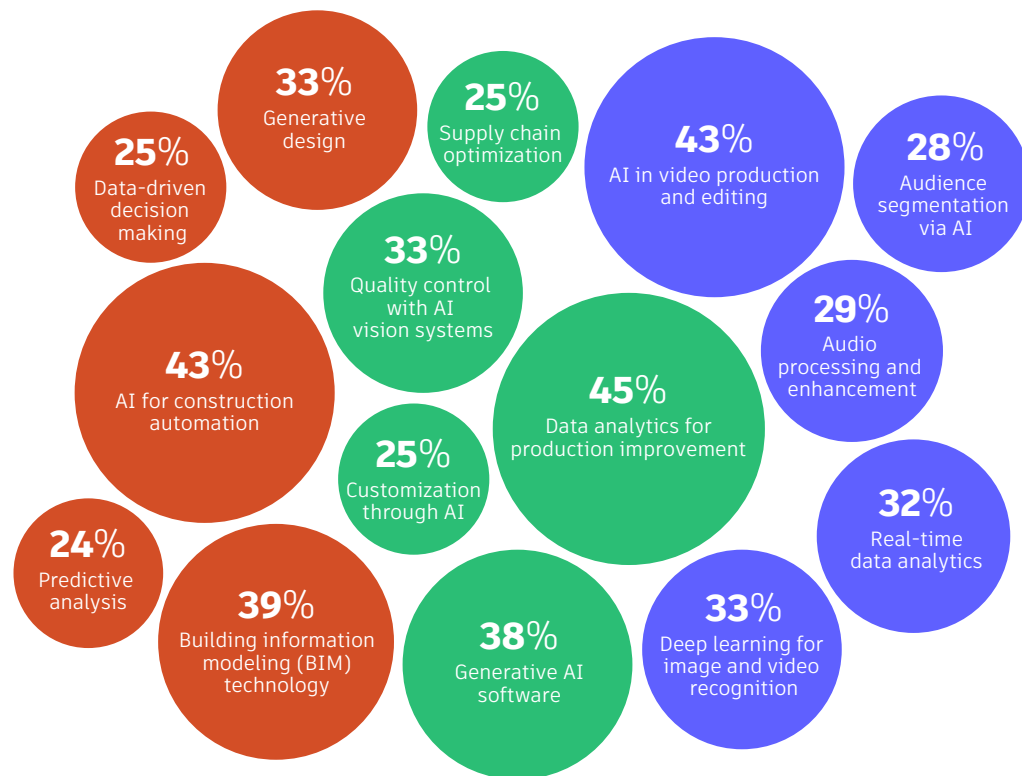 33%
Generative
design
25%
Supply chain
optimization
43%
AI in video production
and editing
28%
Audience
segmentation
via AI
25%
Data-driven
decision
making
33%
Quality control
with AI
vision systems
29%
Audio
processing and
enhancement
43%
AI for construction
automation
45%
Data analytics for
production improvement
25%
Customization
through AI
32%
Real-time
data analytics
24%
Predictive
analysis
39%
Building information
modeling (BIM)
technology
38%
Generative AI
software
33%
Deep learning for
image and video
recognition